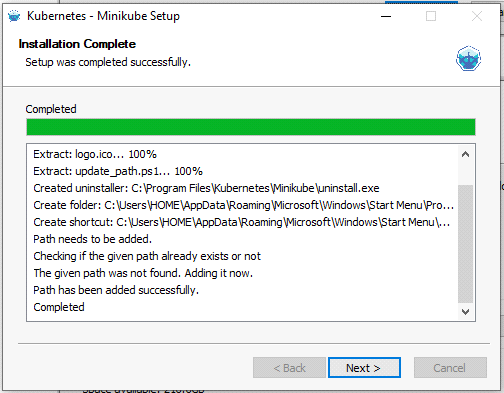 Kubernetes - Minikube Setup
Installation Complete
Setup was completed successfully.
Completed
Extract: logo.ico... 100%
Extract: update_path.ps1... 100%
Created uninstaller: C:\Program Files\Kubernetes\Minikube\uninstall.exe
Create folder: C:\Users\HOME\AppData\Roaming\Microsoft\Windows\Start Menu\Pro...
Create shortcut: C:\Users\HOME\AppData\Roaming\Microsoft\Windows\Start Menu\...
Path needs to be added.
Checking if the given path already exists or not
The given path was not found. Adding it now.
Path has been added successfully.
Completed
< Back
Next >
Cancel